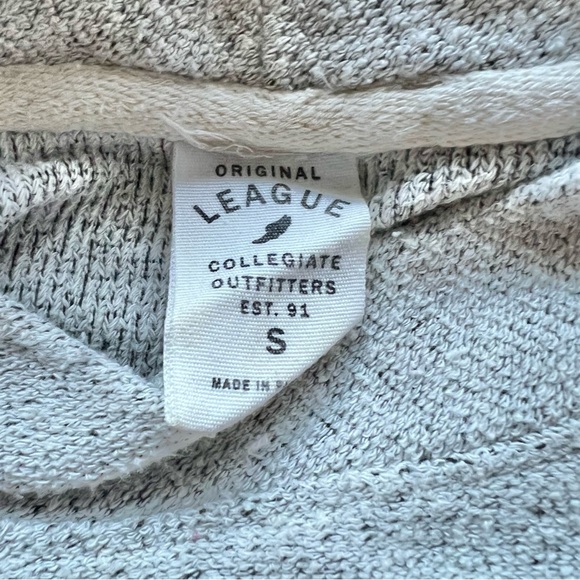 ORIGINAL
LEAGUE
COLLEGIATE
OUTFITTERS
EST. 91
S
MADE IN